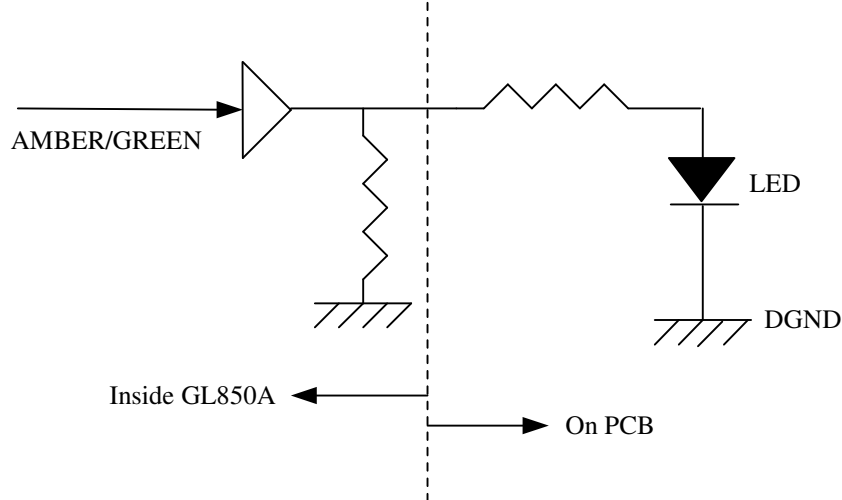 AMBER/GREEN
LED
DGND
Inside GL850A
On PCB